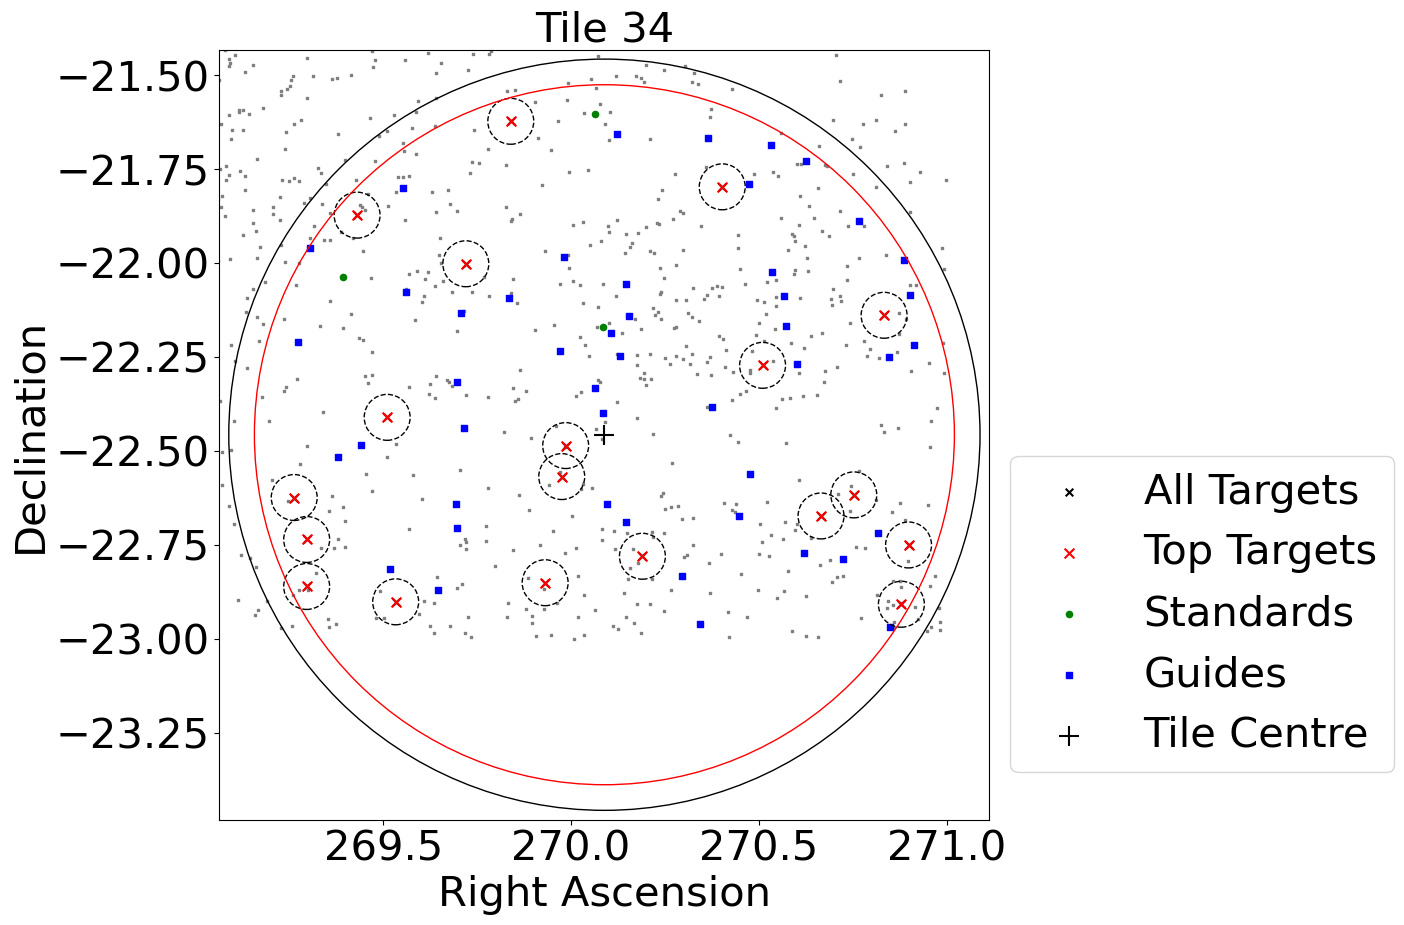 Tile 34
−21.50
−21.75
−22.00
−22.25
−22.50
−22.75
−23.00
−23.25
Declination
269.5 270.0 270.5 271.0
Right Ascension
All Targets
Top Targets
Standards
Guides
Tile Centre